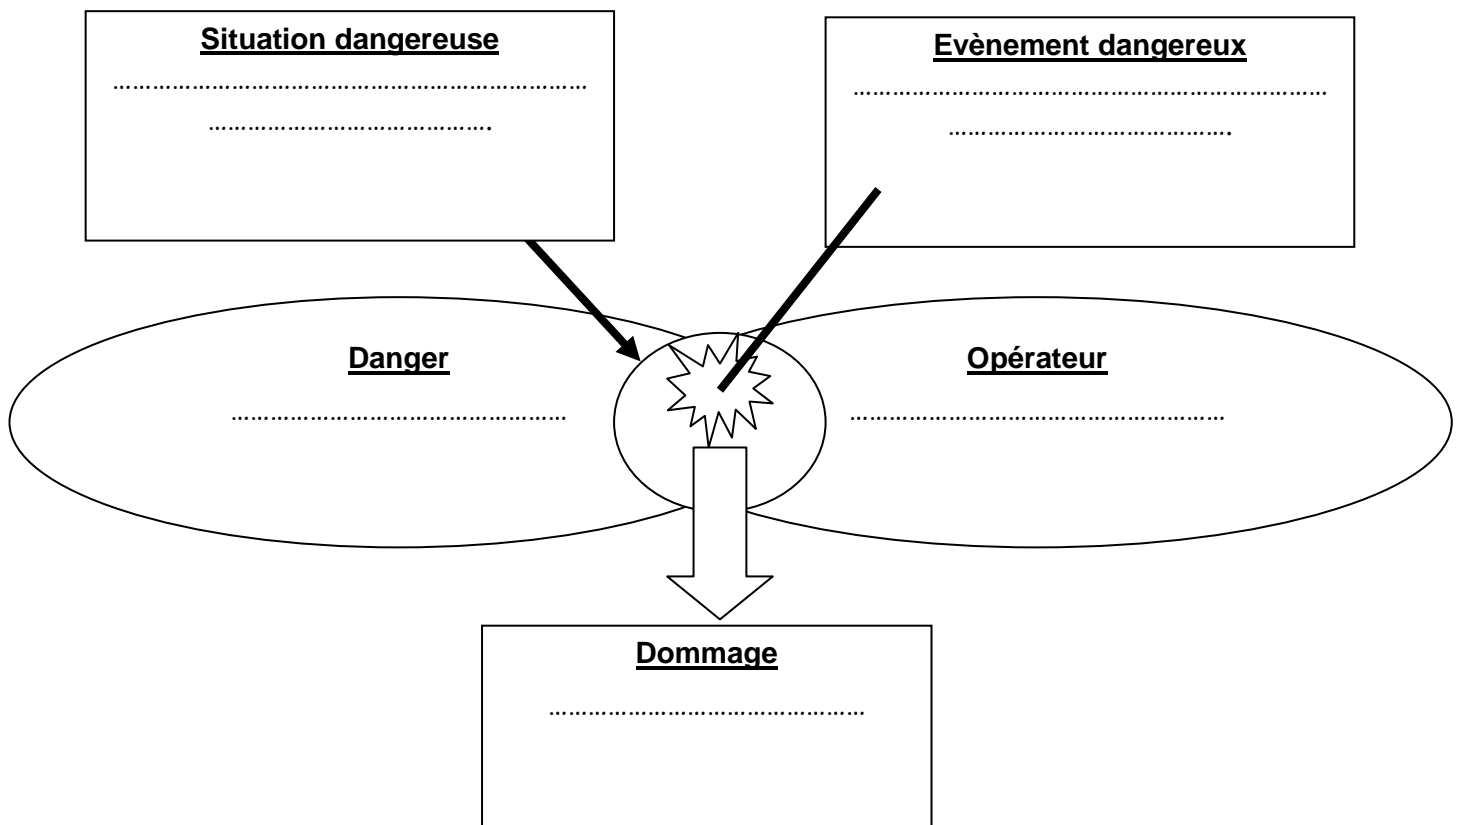 Situation dangereuse
………………………………………………………………
…………………………………….
Evènement dangereux
………………………………………………………………
…………………………………….
Danger
……………………………………………
Opérateur
…………………………………………………
Dommage
…………………………………………